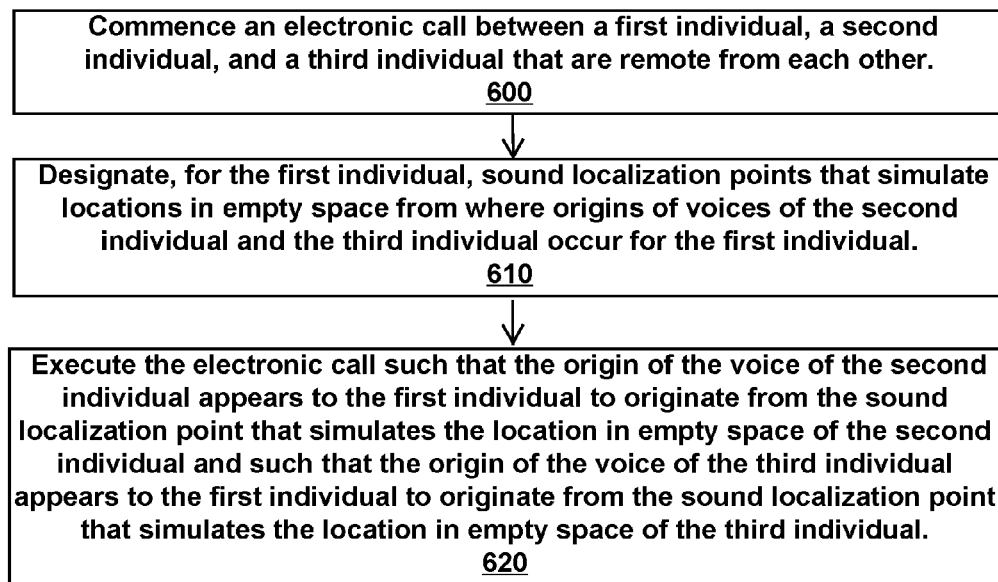 Commence an electronic call between a first individual, a second
individual, and a third individual that are remote from each other.
600
Designate, for the first individual, sound localization points that simulate
locations in empty space from where origins of voices of the second
individual and the third individual occur for the first individual.
610
Execute the electronic call such that the origin of the voice of the second
individual appears to the first individual to originate from the sound
localization point that simulates the location in empty space of the second
individual and such that the origin of the voice of the third individual
appears to the first individual to originate from the sound localization point
that simulates the location in empty space of the third individual.
620